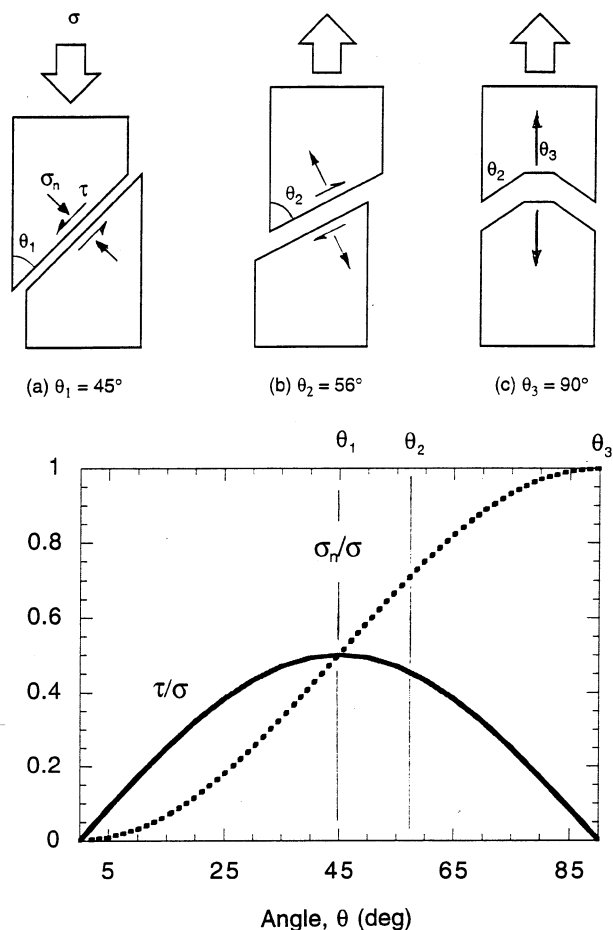 σ
σn τ
θ1
θ2
θ2 θ3
(a) θ1 = 45° (b) θ2 = 56° (c) θ3 = 90°
θ1 θ2 θ3
1
0.8
σn/σ
0.6
0.4
τ/σ
0.2
0
5 25 45 65 85
Angle, θ (deg)